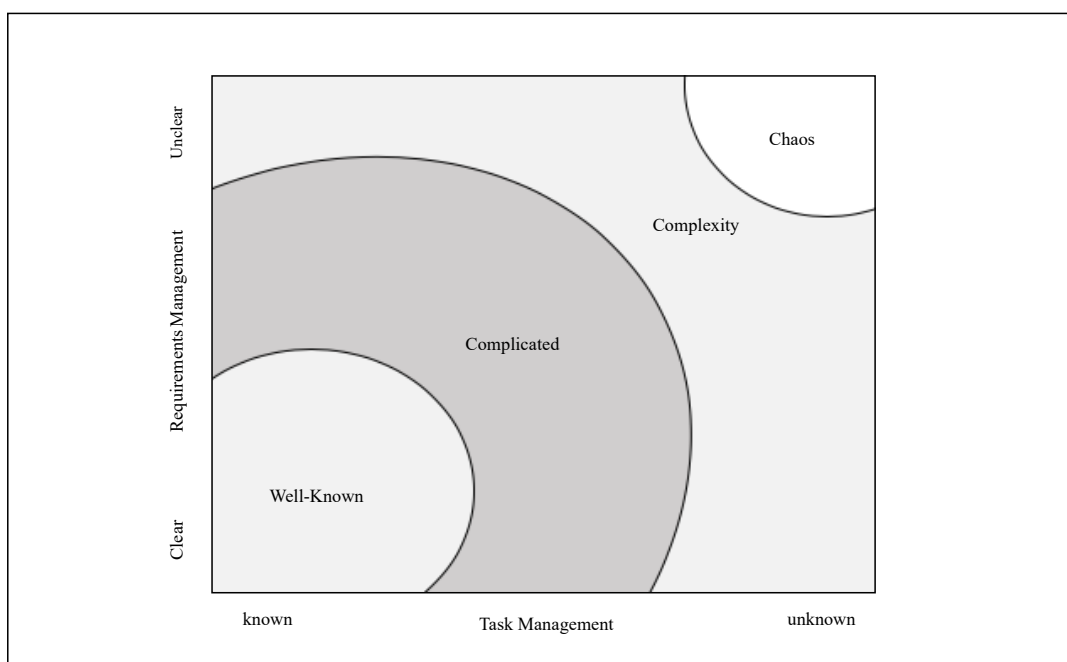 Unclear
Chaos
Complexity
Requirements Management
Complicated
Well-Known
Clear
known
Task Management
unknown